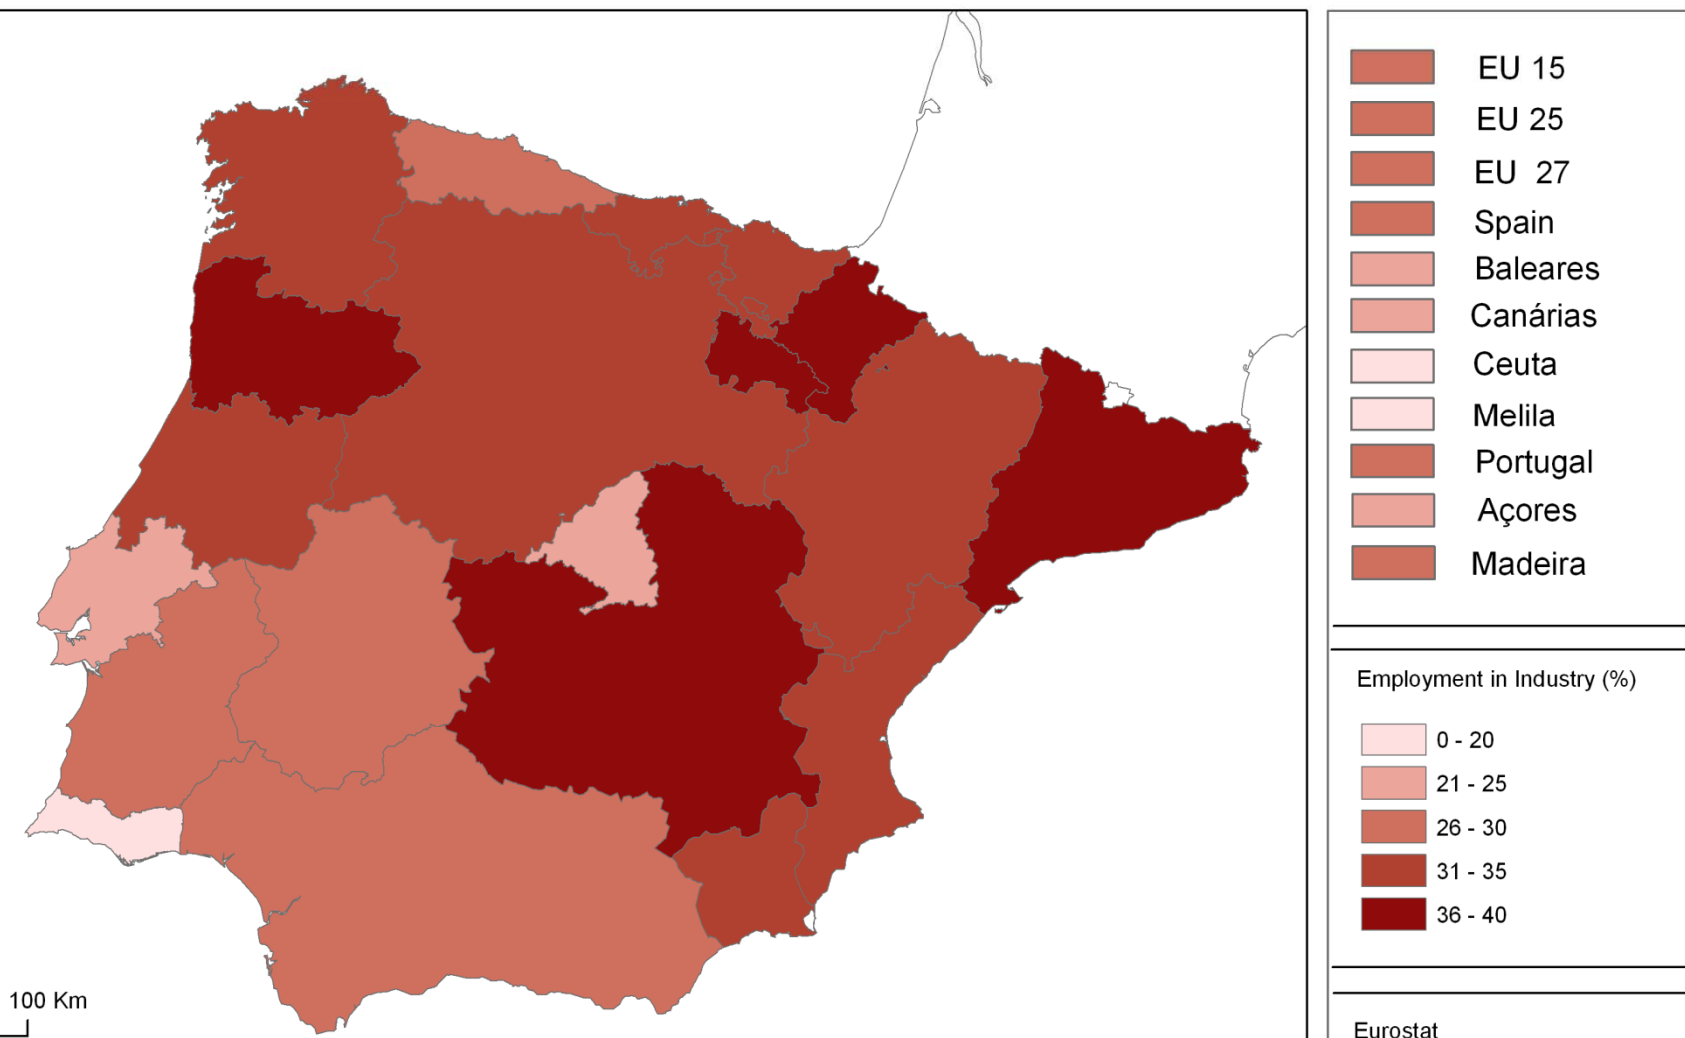 EU 15
EU 25
EU 27
Spain
Baleares
Canárias
Ceuta
Melila
Portugal
Açores
Madeira
Employment in Industry (%)
0 - 20
21 - 25
26 - 30
31 - 35
36 - 40
100 Km
Eurostat